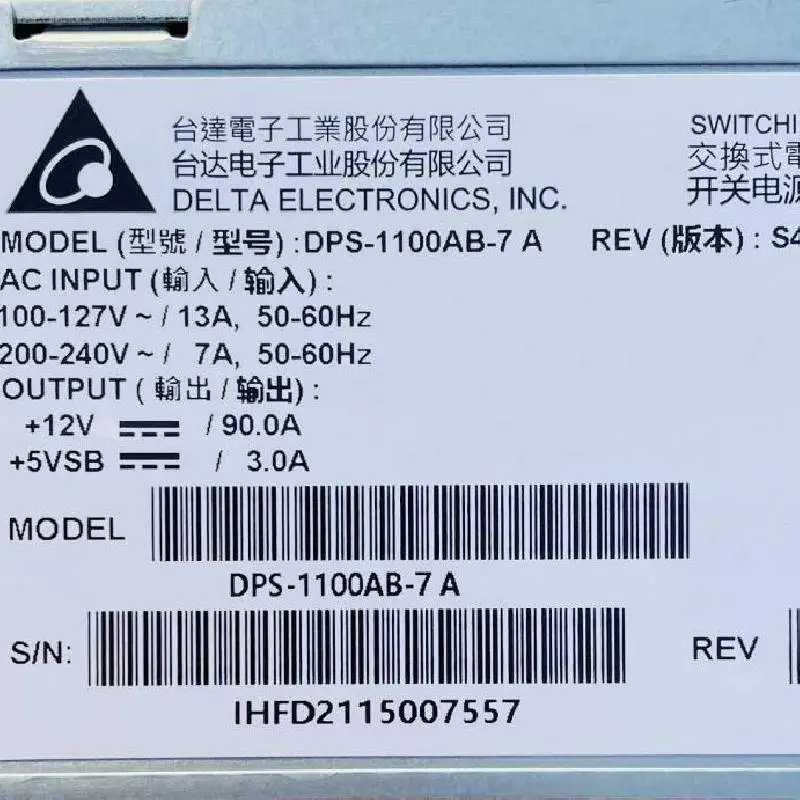 台達電子工業股份有限公司
台达电子工业股份有限公司
DELTA ELECTRONICS, INC.
SWITCHI
交換式電
开关电源
MODEL (型號 / 型号) : DPS-1100AB-7 A REV (版本) : S4
AC INPUT (輸入 / 输入) :
100-127V ~ / 13A, 50-60Hz
200-240V ~ / 7A, 50-60Hz
OUTPUT ( 輸出 / 输出) :
+12V / 90.0A
+5VSB / 3.0A
MODEL
DPS-1100AB-7 A
S/N:
REV
IHFD2115007557